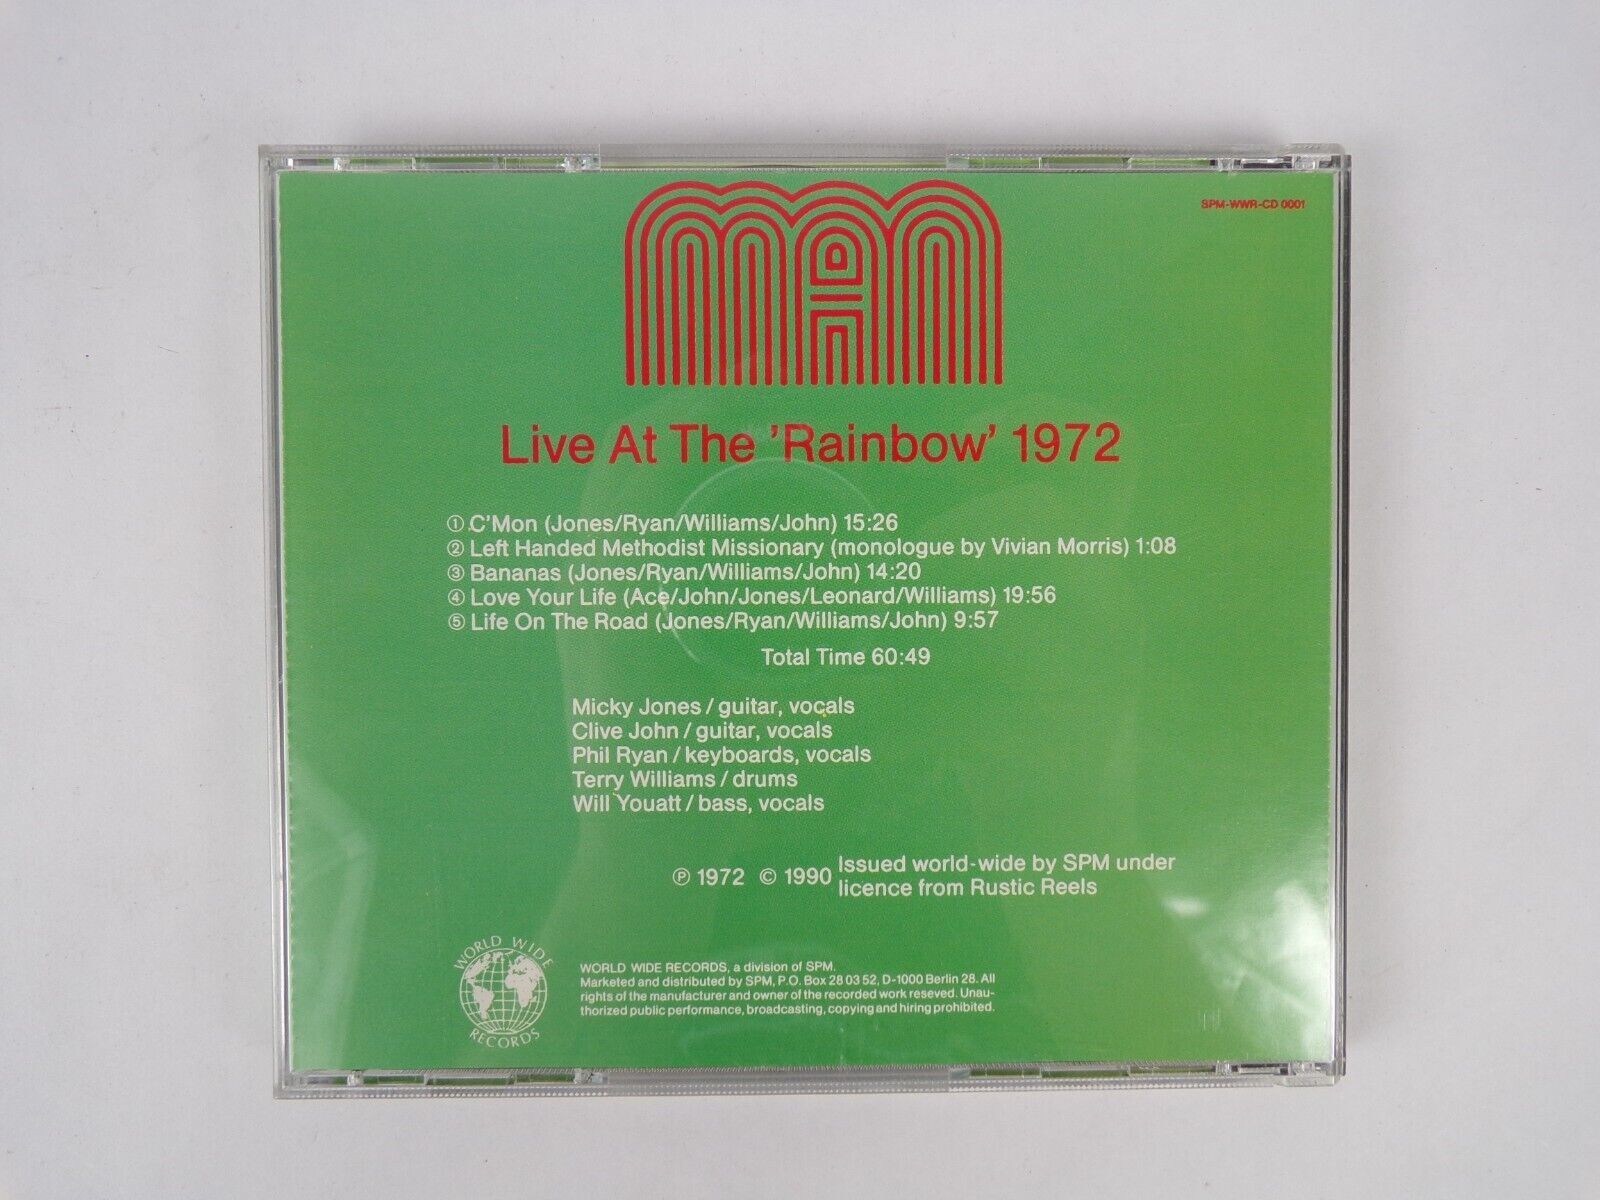 SPM-WWR-CD 0001
man
Live At The 'Rainbow' 1972
① C'Mon (Jones/Ryan/Williams/John) 15:26
② Left Handed Methodist Missionary (monologue by Vivian Morris) 1:08
③ Bananas (Jones/Ryan/Williams/John) 14:20
④ Love Your Life (Ace/John/Jones/Leonard/Williams) 19:56
⑤ Life On The Road (Jones/Ryan/Williams/John) 9:57
Total Time 60:49
Micky Jones / guitar, vocals
Clive John / guitar, vocals
Phil Ryan / keyboards, vocals
Terry Williams / drums
Will Youatt / bass, vocals
℗ 1972 © 1990 Issued world-wide by SPM under
licence from Rustic Reels
WORLD WIDE
RECORDS
WORLD WIDE RECORDS, a division of SPM.
Marketed and distributed by SPM, P.O. Box 28 03 52, D-1000 Berlin 28. All
rights of the manufacturer and owner of the recorded work reseved. Unau-
thorized public performance, broadcasting, copying and hiring prohibited.